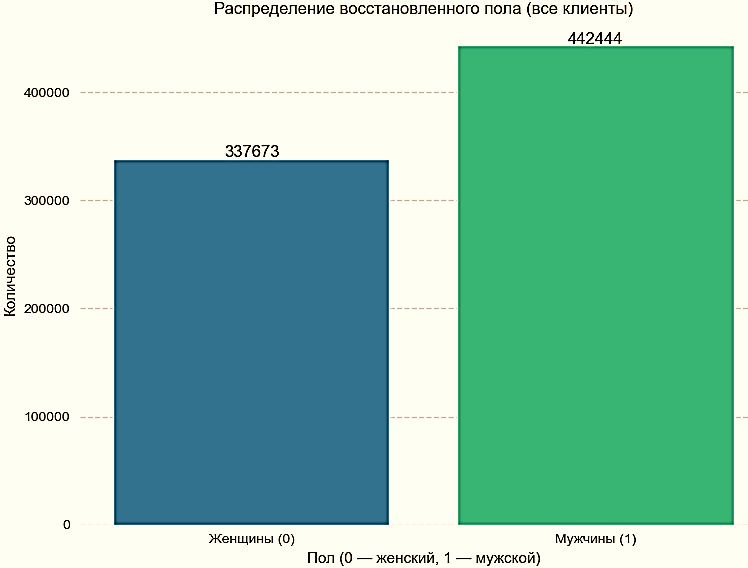 Распределение восстановленного пола (все клиенты)
442444
400000
337673
300000
Количество
200000
100000
0
Женщины (0)
Мужчины (1)
Пол (0 — женский, 1 — мужской)